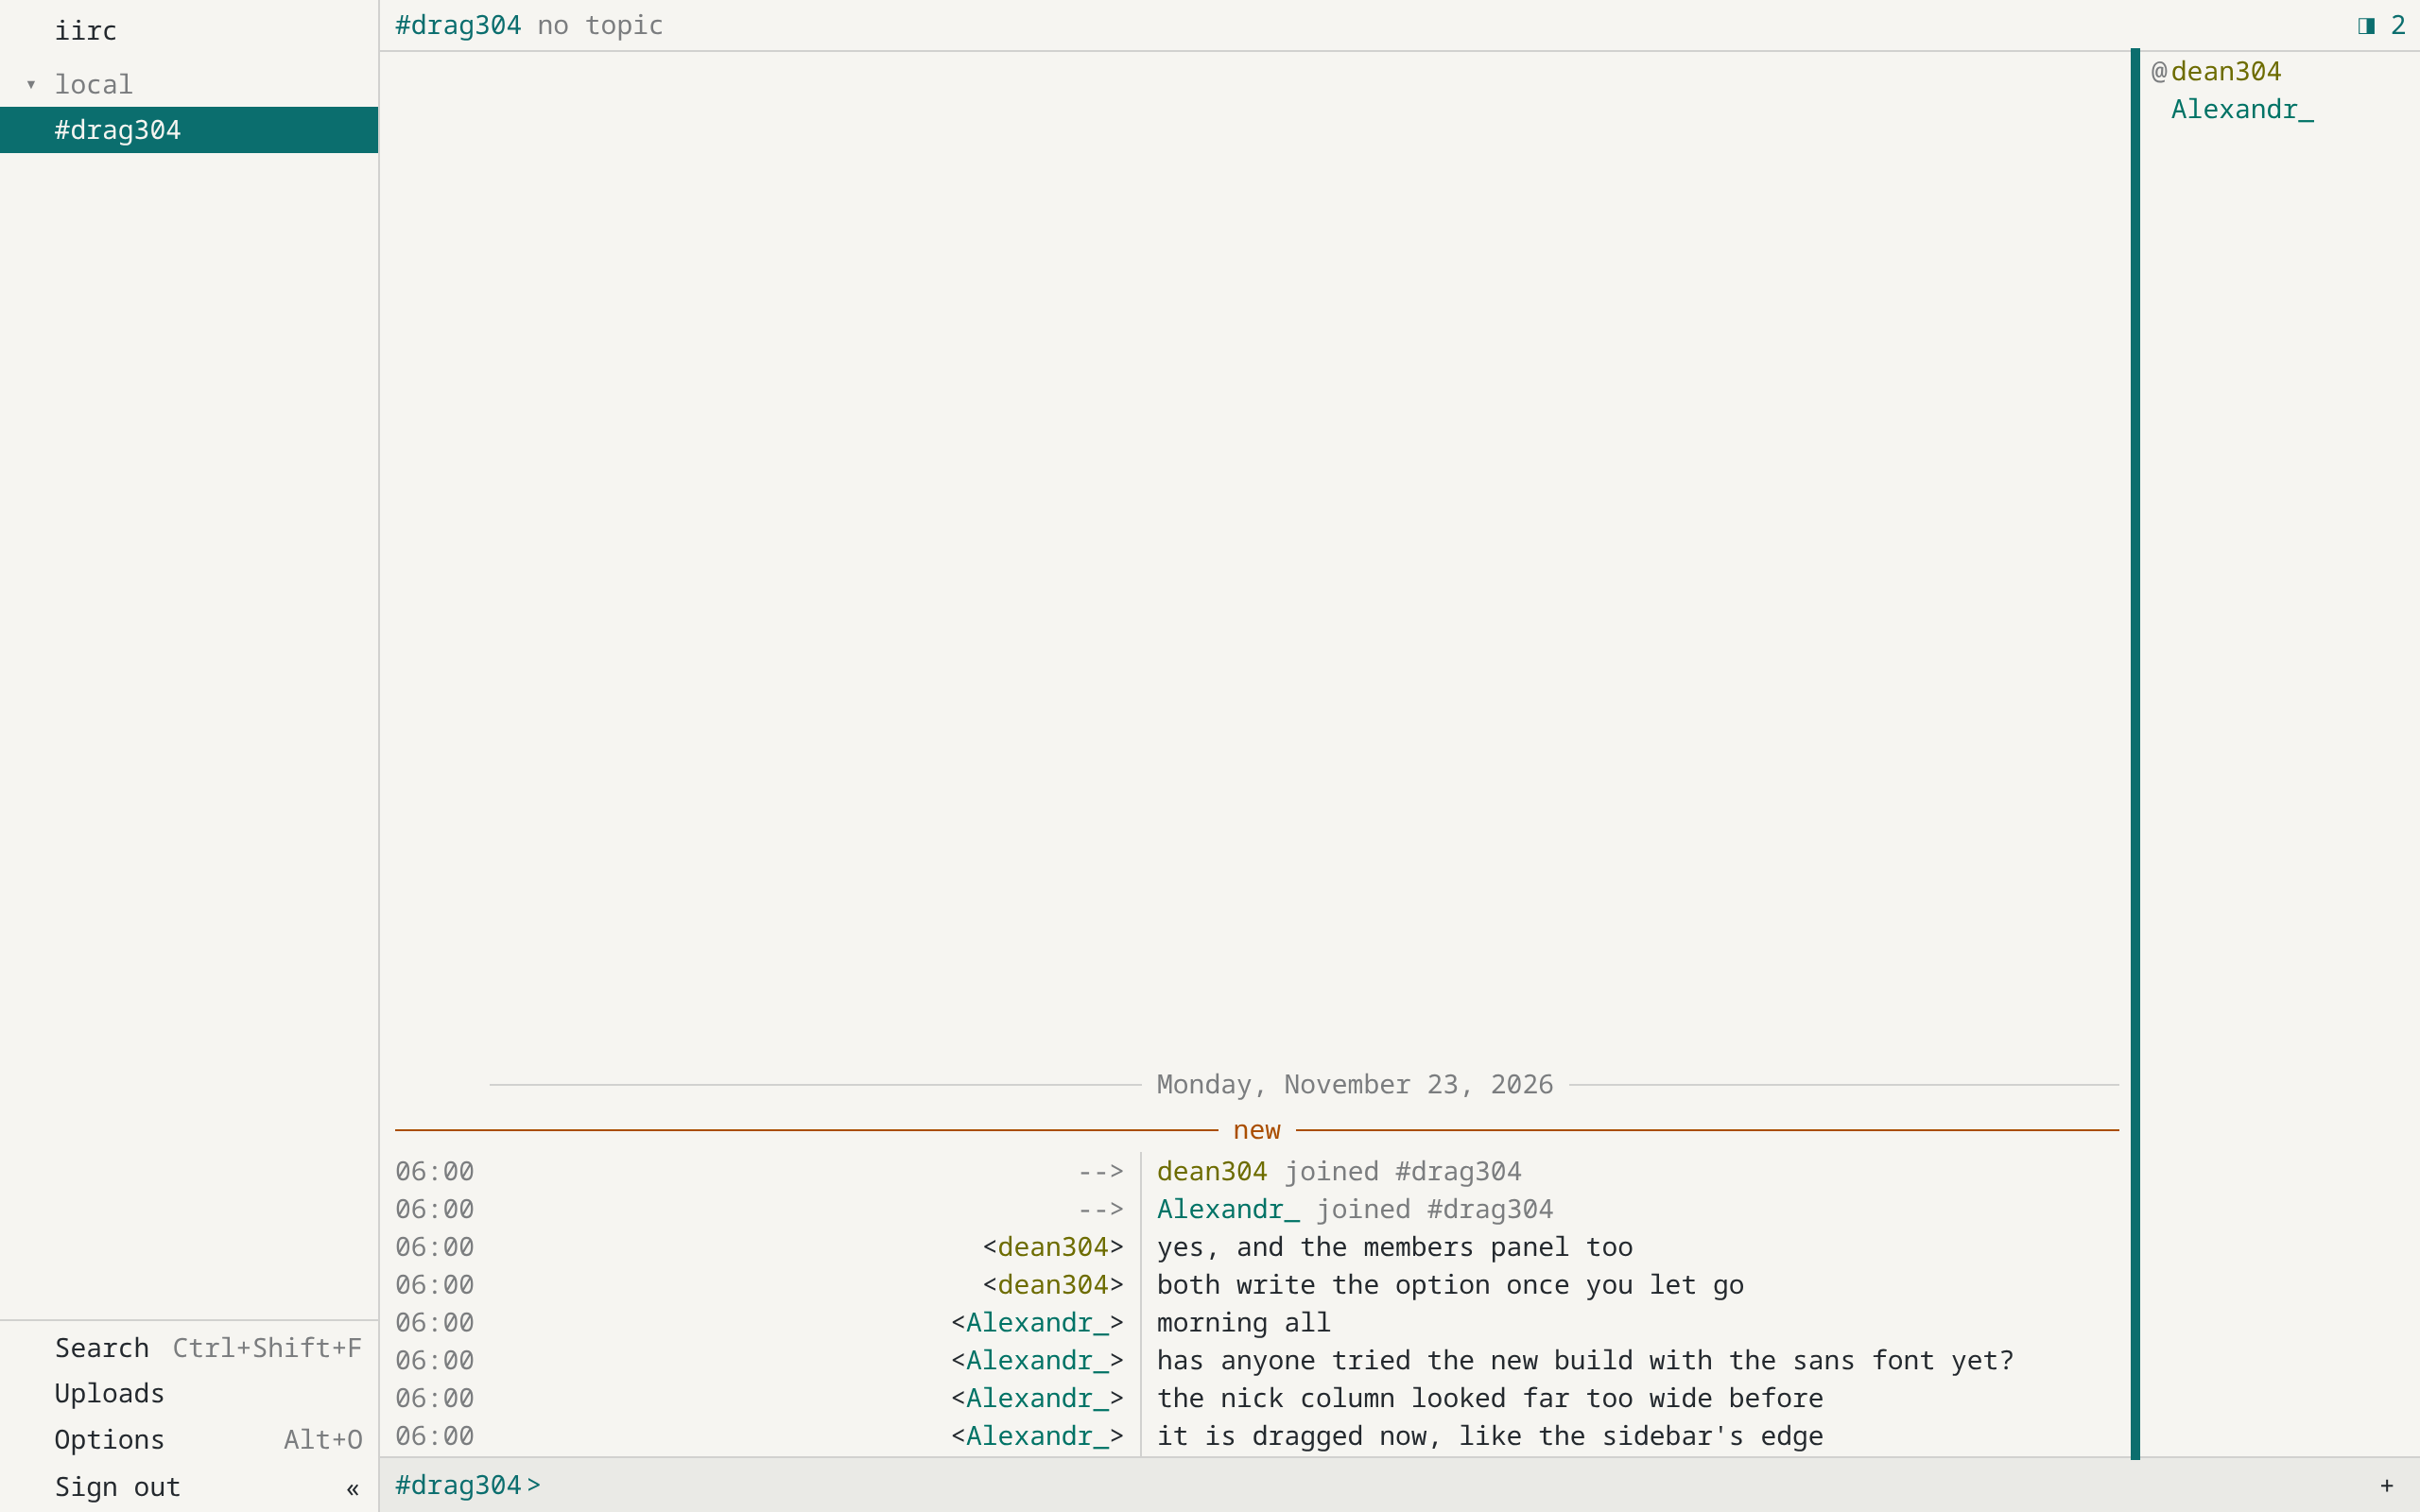 iirc
▾ local
#drag304
Search Ctrl+Shift+F
Uploads
Options Alt+O
Sign out «
#drag304 no topic
◨ 2
Monday, November 23, 2026
new
06:00 --> dean304 joined #drag304
06:00 --> Alexandr_ joined #drag304
06:00 <dean304> yes, and the members panel too
06:00 <dean304> both write the option once you let go
06:00 <Alexandr_> morning all
06:00 <Alexandr_> has anyone tried the new build with the sans font yet?
06:00 <Alexandr_> the nick column looked far too wide before
06:00 <Alexandr_> it is dragged now, like the sidebar's edge
#drag304> +
@dean304
Alexandr_